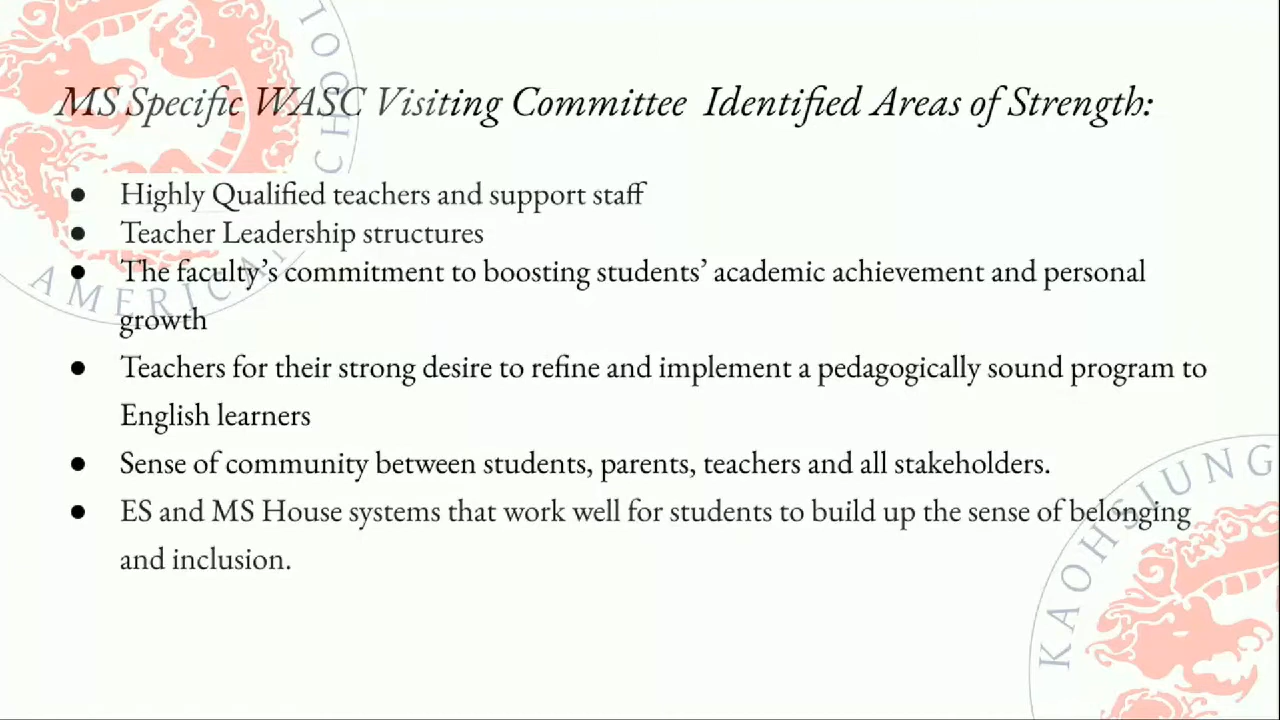 MS Specific WASC Visiting Committee Identified Areas of Strength:
● Highly Qualified teachers and support staff
● Teacher Leadership structures
● The faculty’s commitment to boosting students’ academic achievement and personal
growth
● Teachers for their strong desire to refine and implement a pedagogically sound program to
English learners
● Sense of community between students, parents, teachers and all stakeholders.
● ES and MS House systems that work well for students to build up the sense of belonging
and inclusion.
AMERICA
CHOOL
KAOHSIUNG